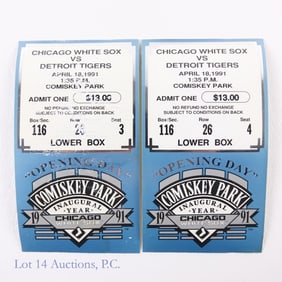 CHICAGO WHITE SOX
VS
DETROIT TIGERS
APRIL 18, 1991
1:35 P.M.
COMISKEY PARK
ADMIT ONE $13.00
NO REFUND NO EXCHANGE
SUBJECT TO CONDITIONS ON BACK
Box/Sec. Row Seat
116 26 3
LOWER BOX
"OPENING DAY"
COMISKEY PARK
INAUGURAL
19 YEAR 91
CHICAGO
CHICAGO WHITE SOX
VS
DETROIT TIGERS
APRIL 18, 1991
1:35 P.M.
COMISKEY PARK
ADMIT ONE $13.00
NO REFUND NO EXCHANGE
SUBJECT TO CONDITIONS ON BACK
Box/Sec. Row Seat
116 26 4
LOWER BOX
"OPENING DAY"
COMISKEY PARK
INAUGURAL
19 YEAR 91
CHICAGO
Lot 14 Auctions, P.C.